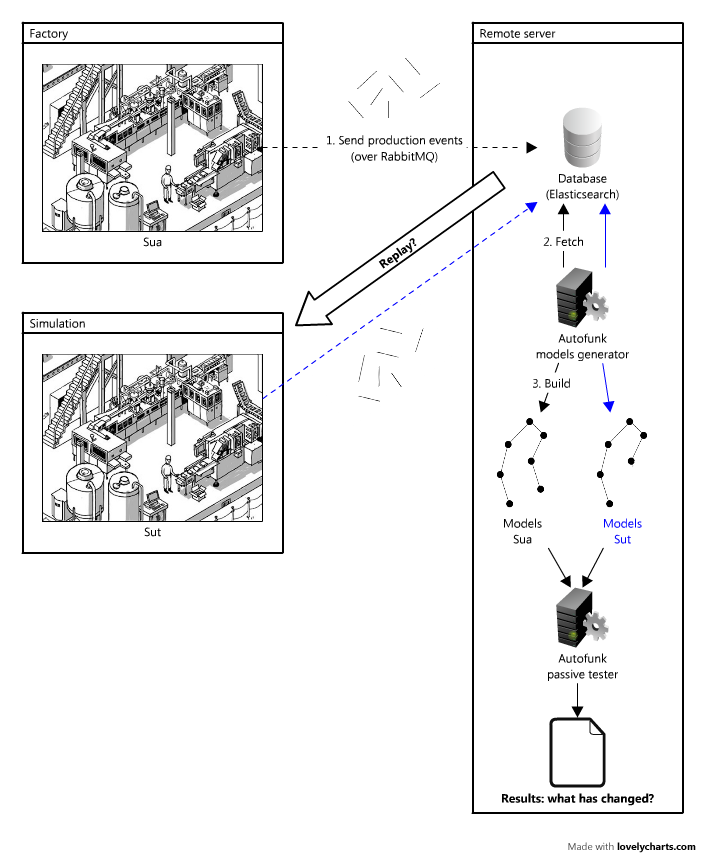 Factory
Sua
1. Send production events
(over RabbitMQ)
Remote server
Database
(Elasticsearch)
Replay?
2. Fetch
Simulation
Sut
Autofunk
models generator
3. Build
Models
Sua
Models
Sut
Autofunk
passive tester
Results: what has changed?
Made with lovelycharts.com